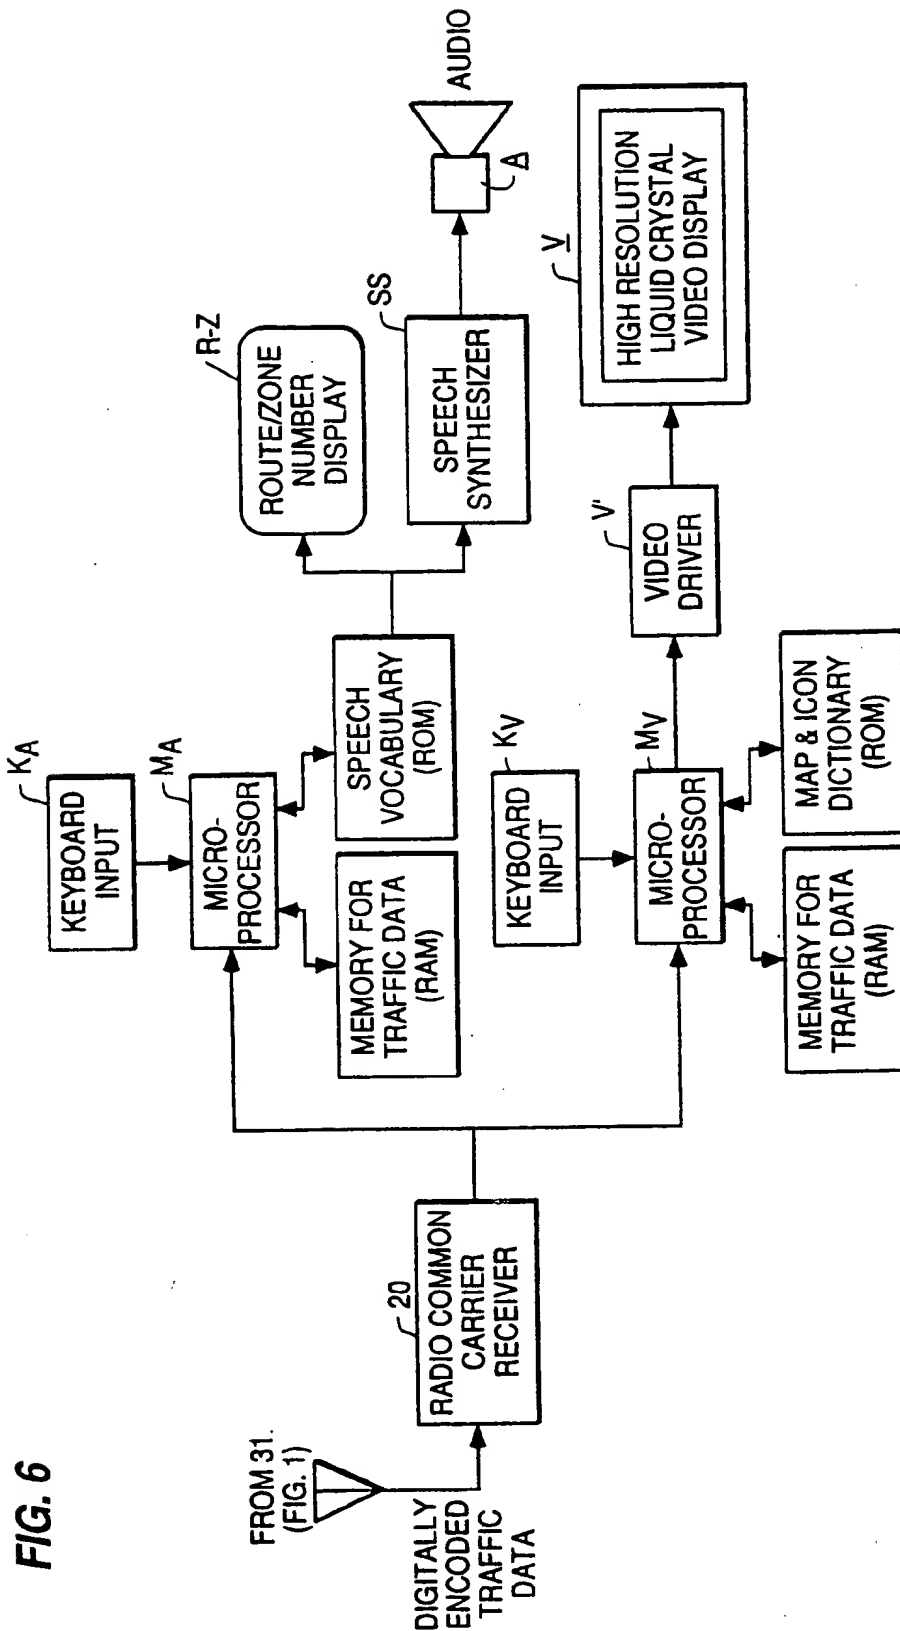 FIG. 6
FROM 31.
(FIG. 1)
DIGITALLY
ENCODED
TRAFFIC
DATA
20
RADIO COMMON
CARRIER
RECEIVER
KA
KEYBOARD
INPUT
MA
MICRO-
PROCESSOR
MEMORY FOR
TRAFFIC DATA
(RAM)
SPEECH
VOCABULARY
(ROM)
R-Z
ROUTE/ZONE
NUMBER
DISPLAY
SS
SPEECH
SYNTHESIZER
A
AUDIO
KV
KEYBOARD
INPUT
MV
MICRO-
PROCESSOR
MEMORY FOR
TRAFFIC DATA
(RAM)
MAP & ICON
DICTIONARY
(ROM)
V'
VIDEO
DRIVER
V
HIGH RESOLUTION
LIQUID CRYSTAL
VIDEO DISPLAY